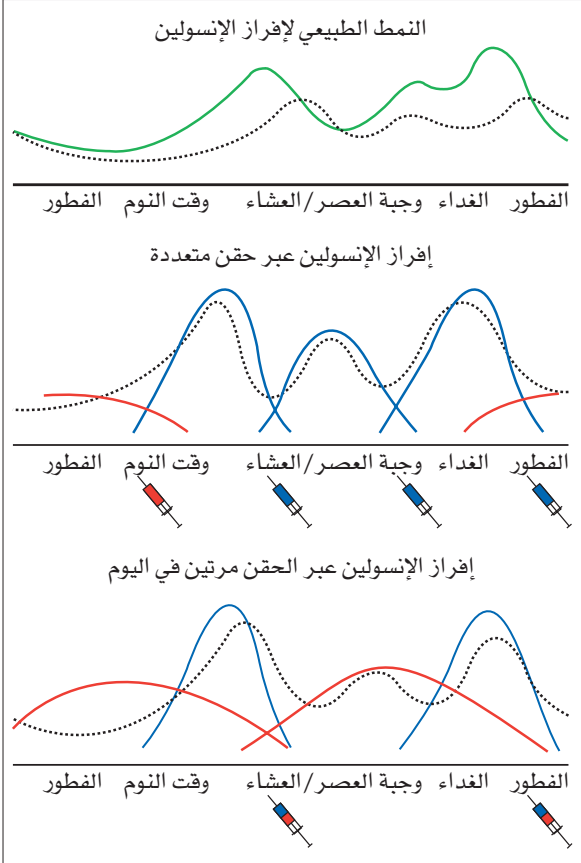 النمط الطبيعي لإفراز الإنسولين
الفطور الغداء وجبة العصر/العشاء وقت النوم الفطور
إفراز الإنسولين عبر حقن متعددة
الفطور الغداء وجبة العصر/العشاء وقت النوم الفطور
إفراز الإنسولين عبر الحقن مرتين في اليوم
الفطور الغداء وجبة العصر/العشاء وقت النوم الفطور